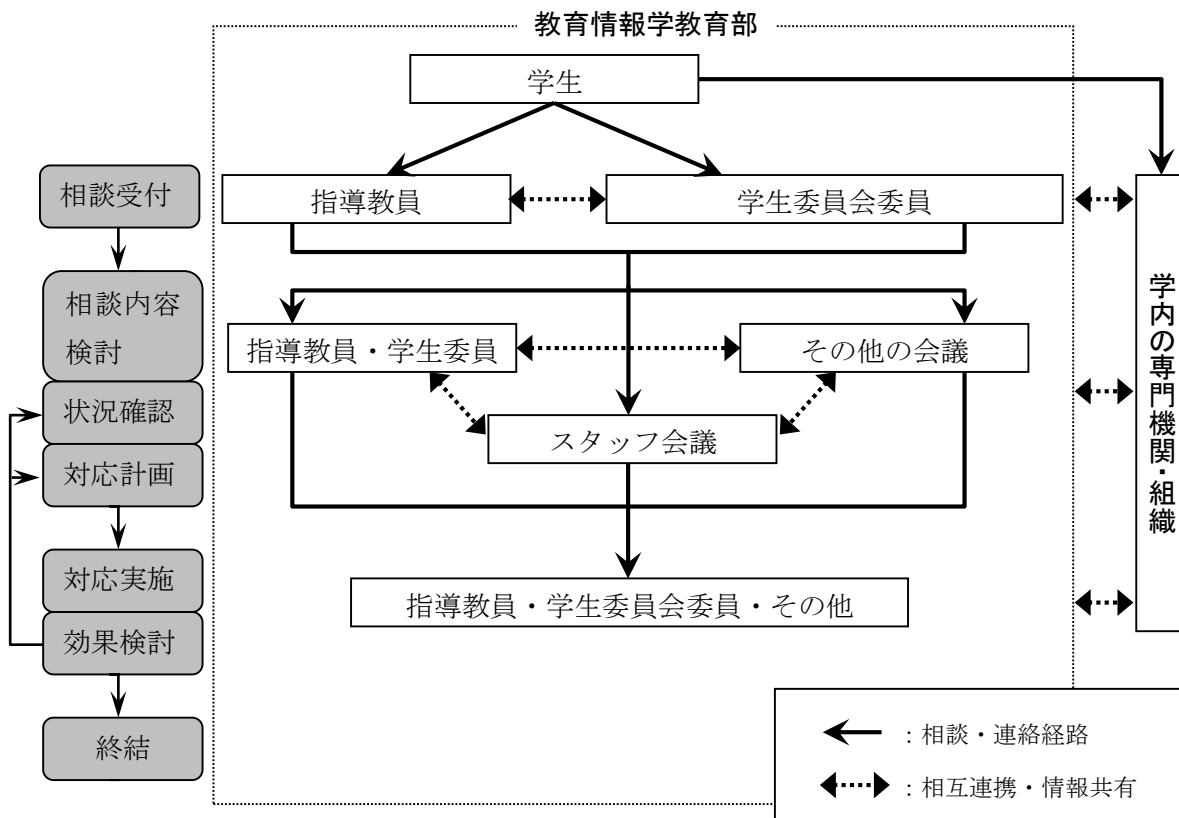 教育情報学教育部
学生
相談受付
指導教員
学生委員会委員
相談内容
検討
指導教員・学生委員
その他の会議
状況確認
スタッフ会議
対応計画
対応実施
指導教員・学生委員会委員・その他
効果検討
終結
学内の専門機関・組織
：相談・連絡経路
：相互連携・情報共有